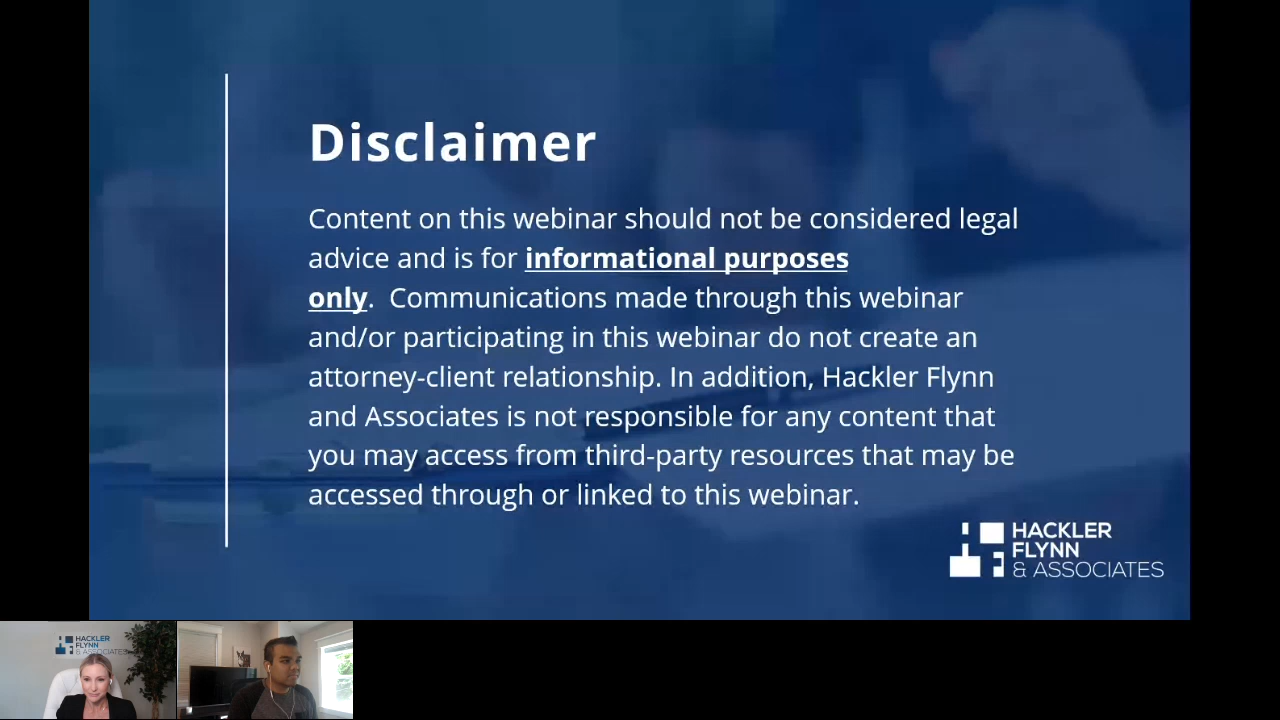 Disclaimer
Content on this webinar should not be considered legal
advice and is for informational purposes
only.  Communications made through this webinar
and/or participating in this webinar do not create an
attorney-client relationship. In addition, Hackler Flynn
and Associates is not responsible for any content that
you may access from third-party resources that may be
accessed through or linked to this webinar.
HACKLER
FLYNN
& ASSOCIATES
HACKLER
FLYNN
& ASSOCIATES